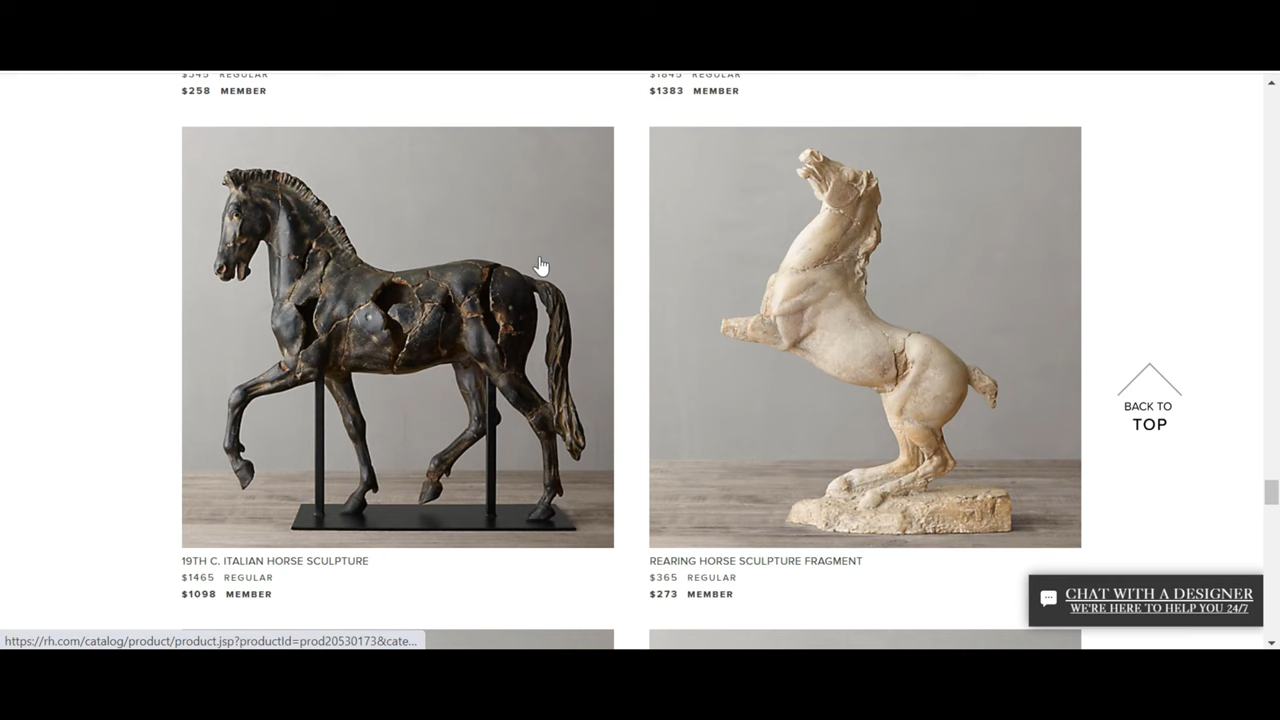 $345 REGULAR
$258 MEMBER
$1845 REGULAR
$1383 MEMBER
19TH C. ITALIAN HORSE SCULPTURE
$1465 REGULAR
$1098 MEMBER
REARING HORSE SCULPTURE FRAGMENT
$365 REGULAR
$273 MEMBER
BACK TO
TOP
CHAT WITH A DESIGNER
WE'RE HERE TO HELP YOU 24/7
https://rh.com/catalog/product/product.jsp?productId=prod20530173&cate...